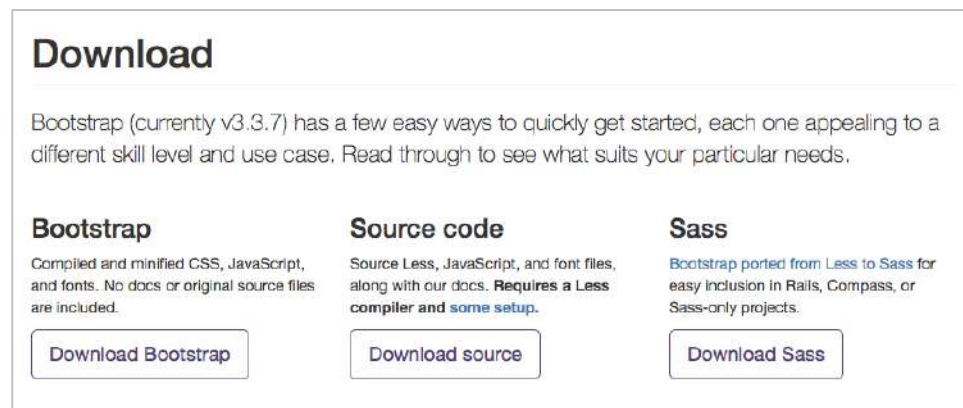 Download
Bootstrap (currently v3.3.7) has a few easy ways to quickly get started, each one appealing to a
different skill level and use case. Read through to see what suits your particular needs.
Bootstrap
Compiled and minified CSS, JavaScript,
and fonts. No docs or original source files
are included.
Download Bootstrap
Source code
Source Less, JavaScript, and font files,
along with our docs. Requires a Less
compiler and some setup.
Download source
Sass
Bootstrap ported from Less to Sass for
easy inclusion in Rails, Compass, or
Sass-only projects.
Download Sass